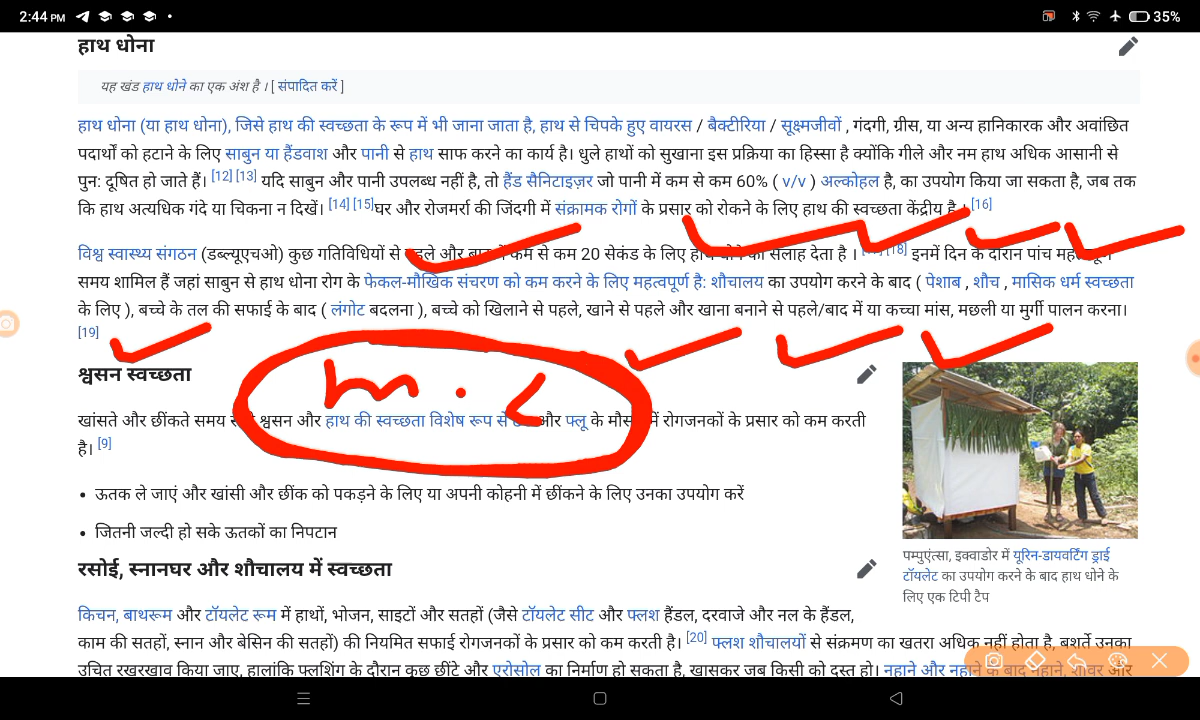 2:44 PM
35%
हाथ धोना
यह खंड हाथ धोने का एक अंश है । [ संपादित करें ]
हाथ धोना (या हाथ धोना), जिसे हाथ की स्वच्छता के रूप में भी जाना जाता है, हाथ से चिपके हुए वायरस / बैक्टीरिया / सूक्ष्मजीवों , गंदगी, ग्रीस, या अन्य हानिकारक और अवांछित
पदार्थों को हटाने के लिए साबुन या हैंडवाश और पानी से हाथ साफ करने का कार्य है। धुले हाथों को सुखाना इस प्रक्रिया का हिस्सा है क्योंकि गीले और नम हाथ अधिक आसानी से
पुन: दूषित हो जाते हैं। [12] [13] यदि साबुन और पानी उपलब्ध नहीं है, तो हैंड सैनिटाइज़र जो पानी में कम से कम 60% ( v/v ) अल्कोहल है, का उपयोग किया जा सकता है, जब तक
कि हाथ अत्यधिक गंदे या चिकना न दिखें। [14] [15]घर और रोजमर्रा की जिंदगी में संक्रामक रोगों के प्रसार को रोकने के लिए हाथ की स्वच्छता केंद्रीय है । [16]
विश्व स्वास्थ्य संगठन (डब्ल्यूएचओ) कुछ गतिविधियों से और कम से कम 20 सेकंड के लिए सलाह देता है । [18] इनमें दिन के दौरान पांच
समय शामिल हैं जहां साबुन से हाथ धोना रोग के फेकल-मौखिक संचरण को कम करने के लिए महत्वपूर्ण है: शौचालय का उपयोग करने के बाद ( पेशाब , शौच , मासिक धर्म स्वच्छता
के लिए ), बच्चे के तल की सफाई के बाद ( लंगोट बदलना ), बच्चे को खिलाने से पहले, खाने से पहले और खाना बनाने से पहले/बाद में या कच्चा मांस, मछली या मुर्गी पालन करना।
[19]
श्वसन स्वच्छता
m . c
खांसते और छींकते समय श्वसन और हाथ की स्वच्छता विशेष रूप से और फ्लू के में रोगजनकों के प्रसार को कम करती
है। [9]
• ऊतक ले जाएं और खांसी और छींक को पकड़ने के लिए या अपनी कोहनी में छींकने के लिए उनका उपयोग करें
• जितनी जल्दी हो सके ऊतकों का निपटान
पम्पुएंत्सा, इक्वाडोर में यूरिन-डायवर्टिंग ड्राई
टॉयलेट का उपयोग करने के बाद हाथ धोने के
लिए एक टिपी टैप
रसोई, स्नानघर और शौचालय में स्वच्छता
किचन, बाथरूम और टॉयलेट रूम में हाथों, भोजन, साइटों और सतहों (जैसे टॉयलेट सीट और फ्लश हैंडल, दरवाजे और नल के हैंडल,
काम की सतहों, स्नान और बेसिन की सतहों) की नियमित सफाई रोगजनकों के प्रसार को कम करती है। [20] फ्लश शौचालयों से संक्रमण का खतरा अधिक नहीं होता है, बशर्ते उनका
उचित रखरखाव किया जाए, हालांकि फ्लशिंग के दौरान कुछ छींटे और एरोसोल का निर्माण हो सकता है, खासकर जब किसी को दस्त हो। नहाने और